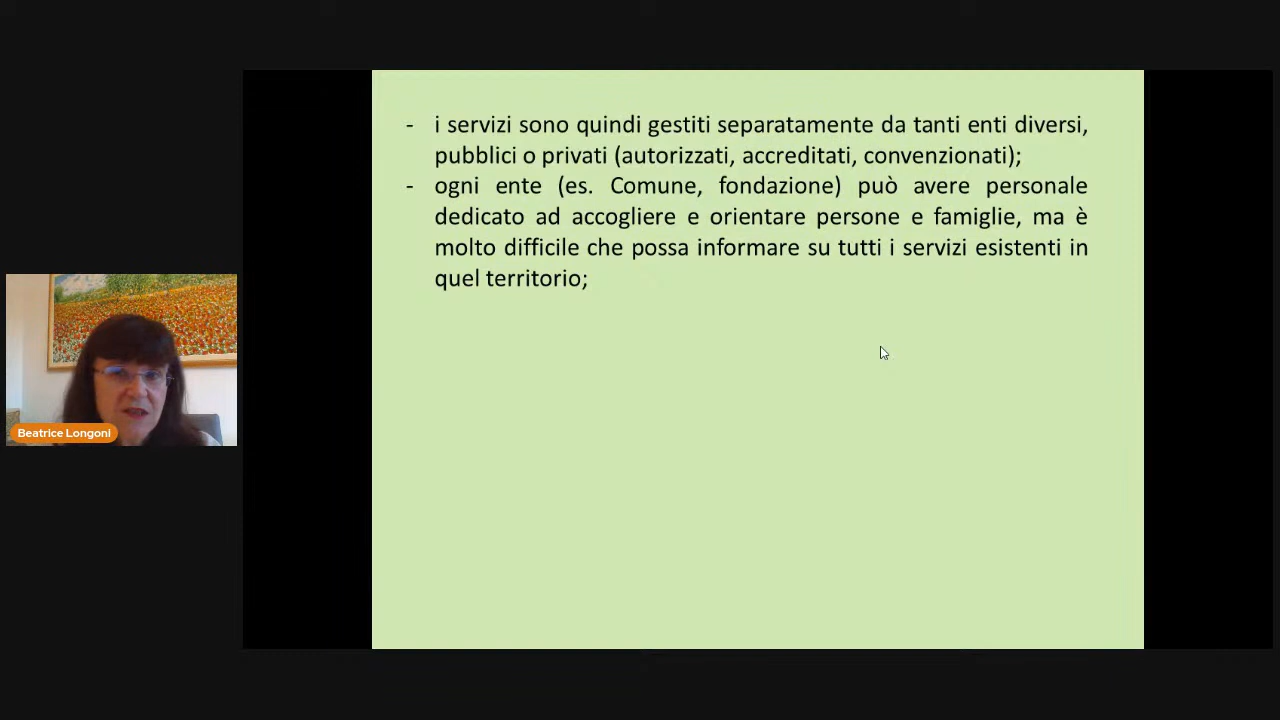 - i servizi sono quindi gestiti separatamente da tanti enti diversi,
pubblici o privati (autorizzati, accreditati, convenzionati);
- ogni ente (es. Comune, fondazione) può avere personale
dedicato ad accogliere e orientare persone e famiglie, ma è
molto difficile che possa informare su tutti i servizi esistenti in
quel territorio;
Beatrice Longoni